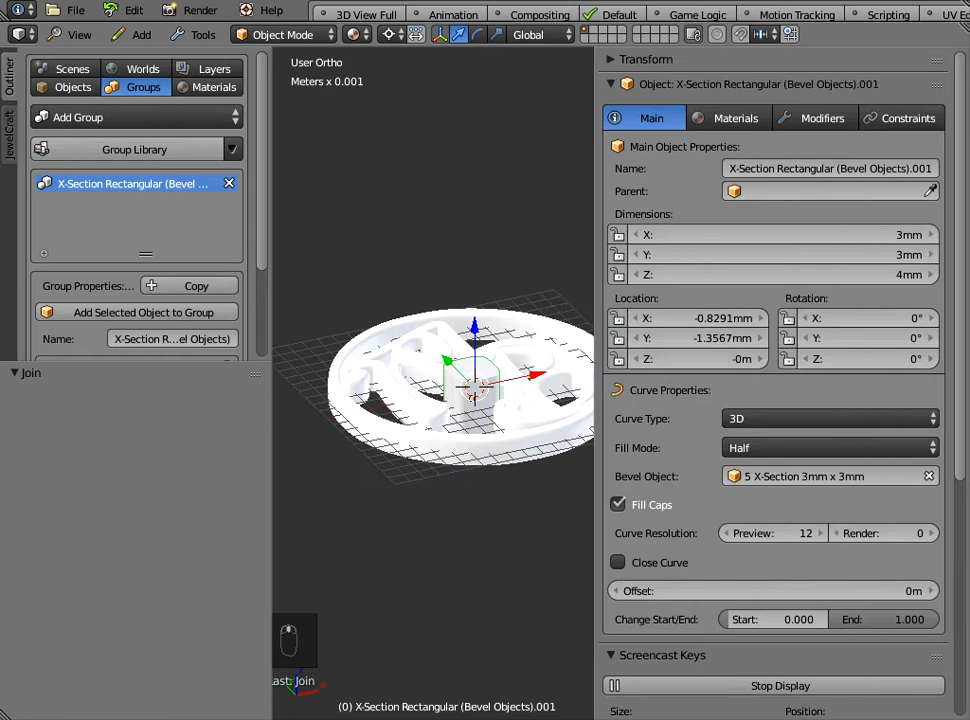 File Edit Render Help 3D View Full Animation Compositing Default Game Logic Motion Tracking Scripting UV Ed
View Add Tools Object Mode Global
Outliner
JewelCraft
Scenes Worlds Layers
Objects Groups Materials
Add Group
Group Library
X-Section Rectangular (Bevel ...
Group Properties:... Copy
Add Selected Object to Group
Name: X-Section R...el Objects)
Join
User Ortho
Meters x 0.001
Last: Join
(0) X-Section Rectangular (Bevel Objects).001
Transform
Object: X-Section Rectangular (Bevel Objects).001
Main Materials Modifiers Constraints
Main Object Properties:
Name: X-Section Rectangular (Bevel Objects).001
Parent:
Dimensions:
X: 3mm
Y: 3mm
Z: 4mm
Location: Rotation:
X: -0.8291mm X: 0°
Y: -1.3567mm Y: 0°
Z: -0m Z: 0°
Curve Properties:
Curve Type: 3D
Fill Mode: Half
Bevel Object: 5 X-Section 3mm x 3mm
Fill Caps
Curve Resolution: Preview: 12 Render: 0
Close Curve
Offset: 0m
Change Start/End: Start: 0.000 End: 1.000
Screencast Keys
Stop Display
Size: Position: